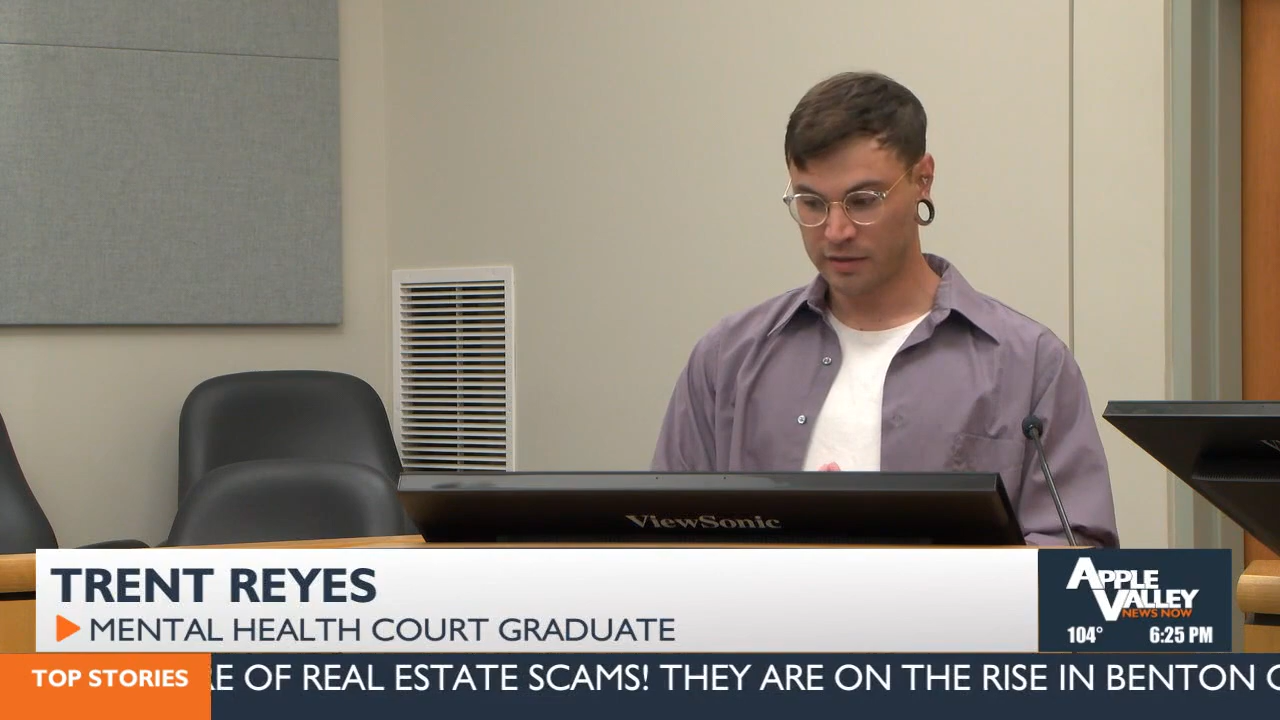 ViewSonic
TRENT REYES
MENTAL HEALTH COURT GRADUATE
APPLE
VALLEY
NEWS NOW
104° 6:25 PM
TOP STORIES
RE OF REAL ESTATE SCAMS! THEY ARE ON THE RISE IN BENTON